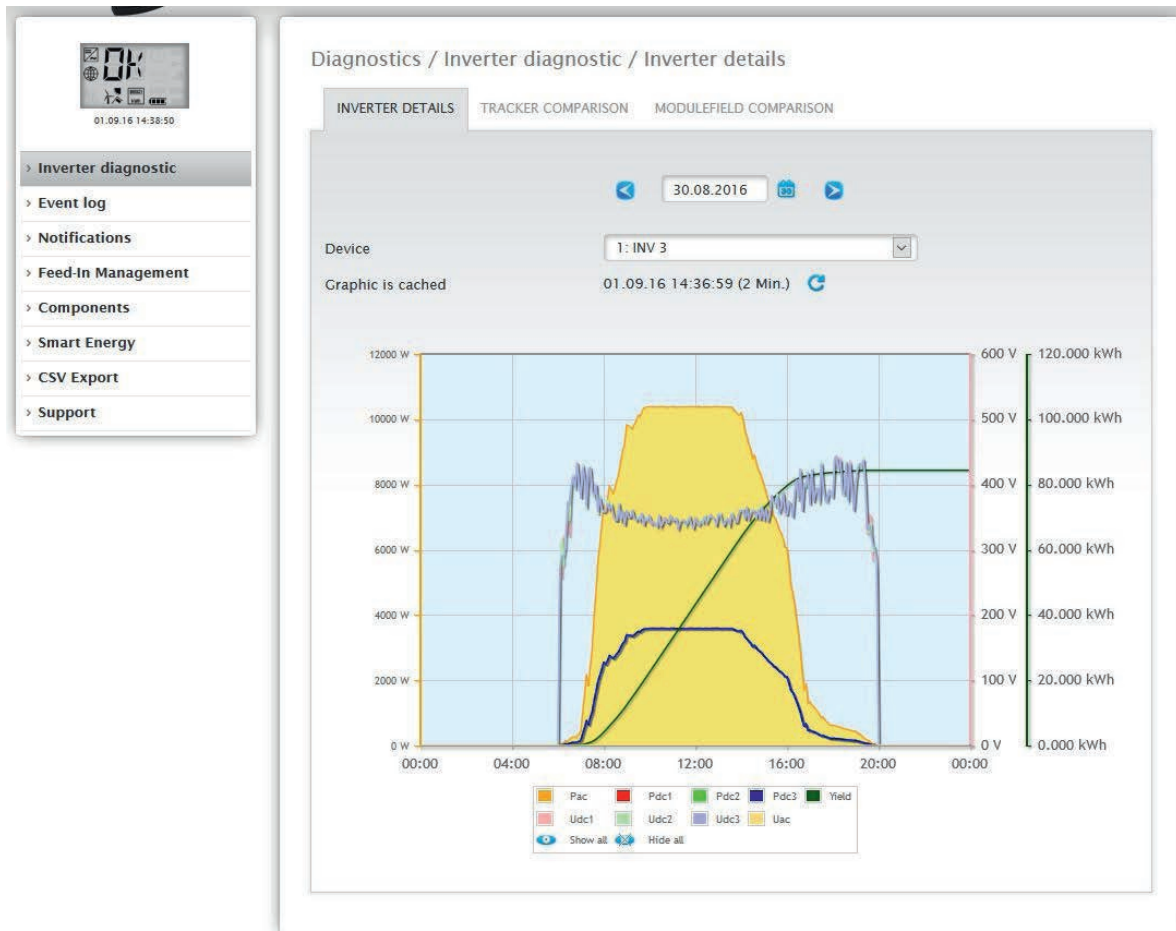 OK
01.09.16 14:38:50
› Inverter diagnostic
› Event log
› Notifications
› Feed-In Management
› Components
› Smart Energy
› CSV Export
› Support
Diagnostics / Inverter diagnostic / Inverter details
INVERTER DETAILS TRACKER COMPARISON MODULEFIELD COMPARISON
30.08.2016
Device 1: INV 3
Graphic is cached 01.09.16 14:36:59 (2 Min.)
12000 W 600 V 120.000 kWh
10000 W 500 V 100.000 kWh
8000 W 400 V 80.000 kWh
6000 W 300 V 60.000 kWh
4000 W 200 V 40.000 kWh
2000 W 100 V 20.000 kWh
0 W 0 V 0.000 kWh
00:00 04:00 08:00 12:00 16:00 20:00 00:00
Pac Pdc1 Pdc2 Pdc3 Yield
Udc1 Udc2 Udc3 Uac
Show all Hide all